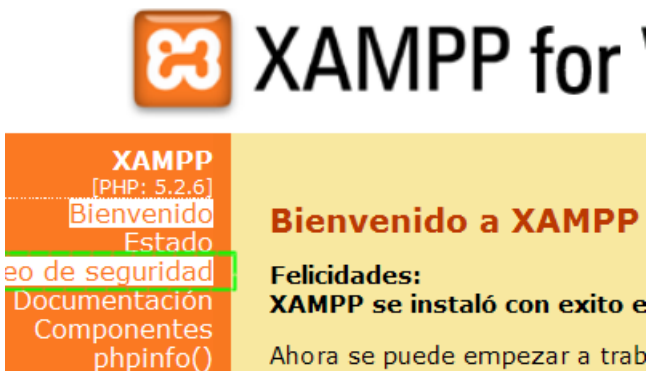 XAMPP for
XAMPP
[PHP: 5.2.6]
Bienvenido
Estado
eo de seguridad
Documentación
Componentes
phpinfo()
Bienvenido a XAMPP
Felicidades:
XAMPP se instaló con exito e
Ahora se puede empezar a trab